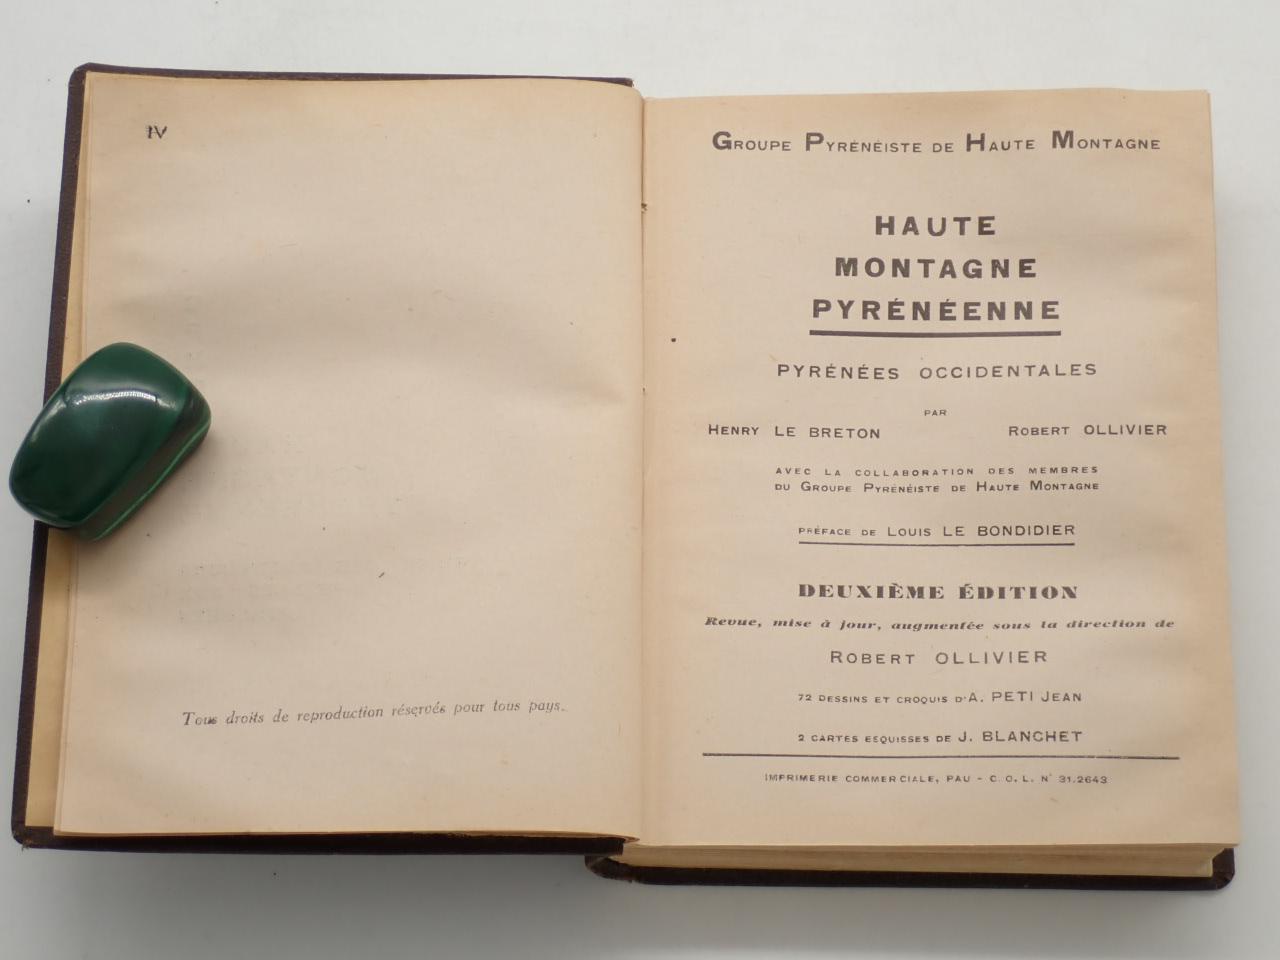 IV
Tous droits de reproduction réservés pour tous pays.
GROUPE PYRÉNÉISTE DE HAUTE MONTAGNE
HAUTE
MONTAGNE
PYRÉNÉENNE
PYRÉNÉES OCCIDENTALES
PAR
HENRY LE BRETON ROBERT OLLIVIER
AVEC LA COLLABORATION DES MEMBRES
DU GROUPE PYRÉNÉISTE DE HAUTE MONTAGNE
PRÉFACE DE LOUIS LE BONDIDIER
DEUXIÈME ÉDITION
Revue, mise à jour, augmentée sous la direction de
ROBERT OLLIVIER
72 DESSINS ET CROQUIS D'A. PETI JEAN
2 CARTES ESQUISSES DE J. BLANCHET
IMPRIMERIE COMMERCIALE, PAU - C. O. L. N° 31.2643